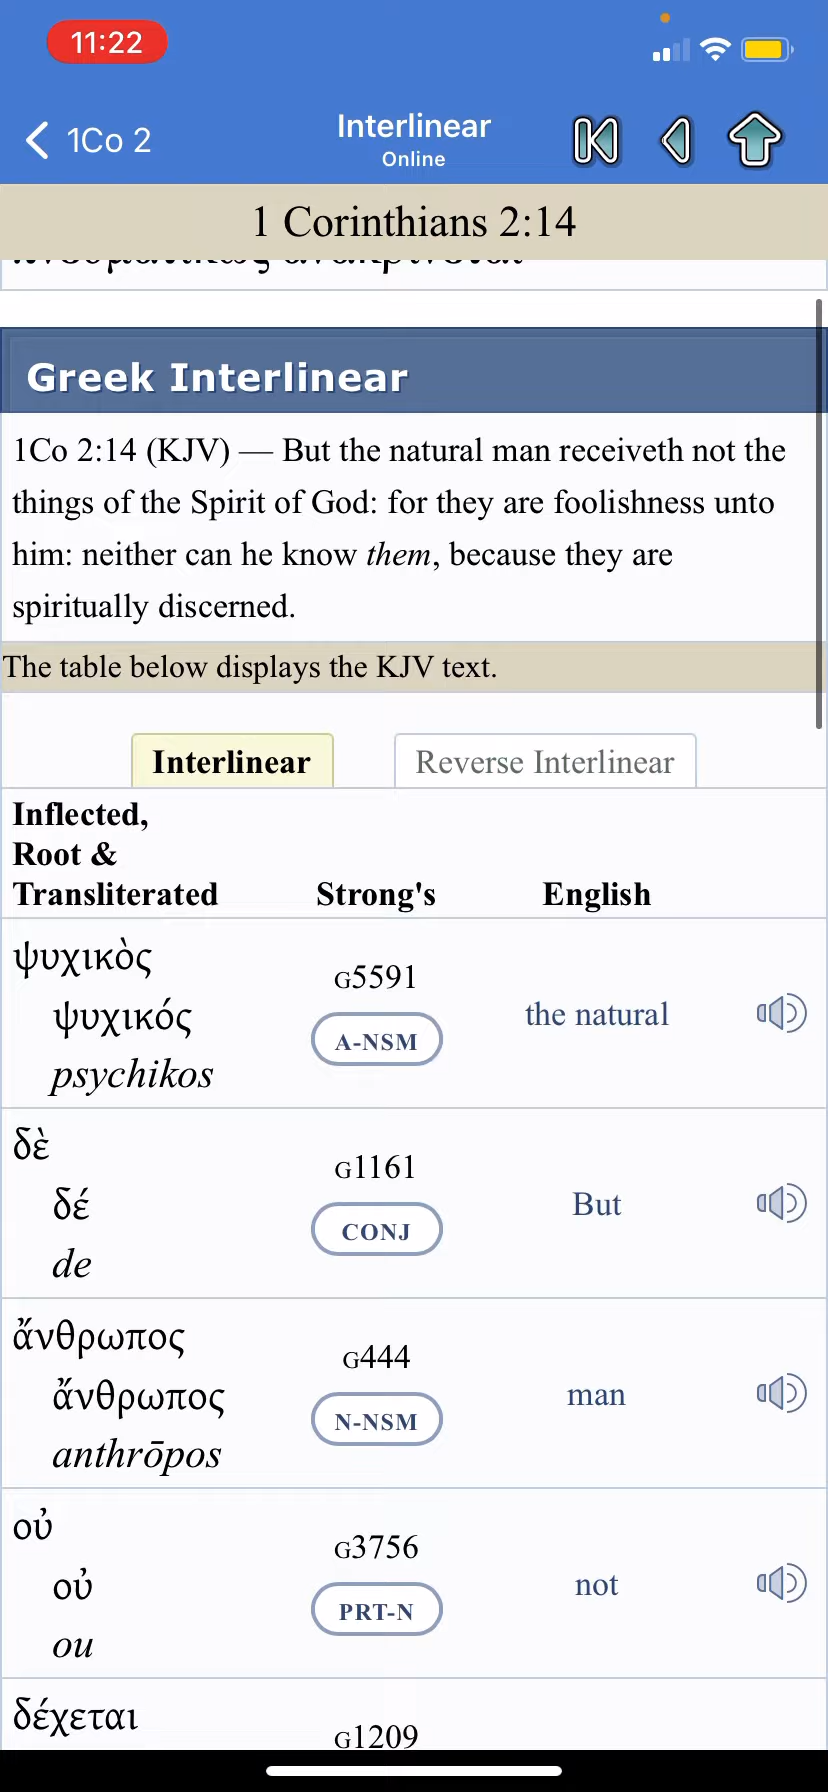 11:22
1Co 2
Interlinear
Online
1 Corinthians 2:14
Greek Interlinear
1Co 2:14 (KJV) — But the natural man receiveth not the
things of the Spirit of God: for they are foolishness unto
him: neither can he know them, because they are
spiritually discerned.
The table below displays the KJV text.
Interlinear
Reverse Interlinear
Inflected,
Root &
Transliterated
Strong's
English
ψυχικὸς
ψυχικός
psychikos
G5591
A-NSM
the natural
δὲ
δέ
de
G1161
CONJ
But
ἄνθρωπος
ἄνθρωπος
anthrōpos
G444
N-NSM
man
οὐ
οὐ
ou
G3756
PRT-N
not
δέχεται
G1209